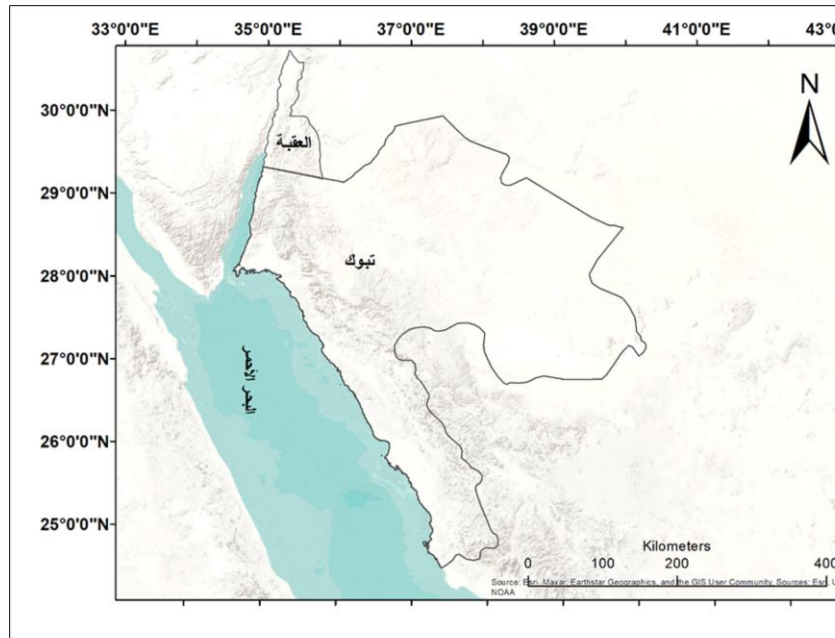 33°0'0"E 35°0'0"E 37°0'0"E 39°0'0"E 41°0'0"E 43°0
N
30°0'0"N
العقبة
29°0'0"N
تبوك
28°0'0"N
27°0'0"N
البحر الأحمر
26°0'0"N
25°0'0"N
Kilometers
0 100 200 400
Source: Esri, Maxar, Earthstar Geographics, and the GIS User Community, Sources: Esri, U
NOAA